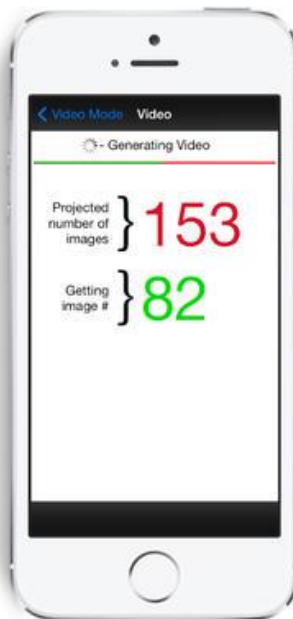 Video Mode Video
Generating Video
Projected
number of
images
153
Getting
image #
82